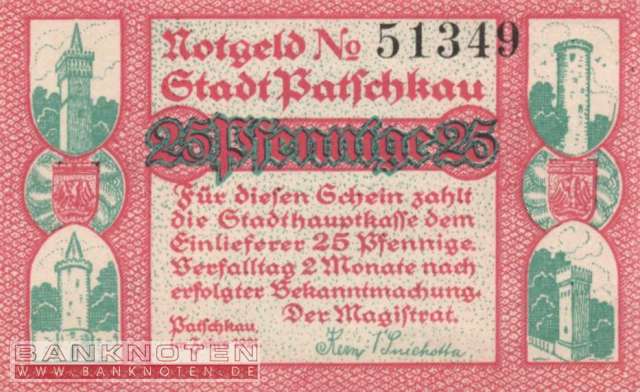 Notgeld No 51349
Stadt Patschkau
25 Pfennige 25
Für diesen Schein zahlt
die Stadthauptkasse dem
Einlieferer 25 Pfennige.
Verfalltag 2 Monate nach
erfolgter Bekanntmachung.
Patschkau, Der Magistrat.
BANKNOTEN
WWW.BANKNOTEN.DE